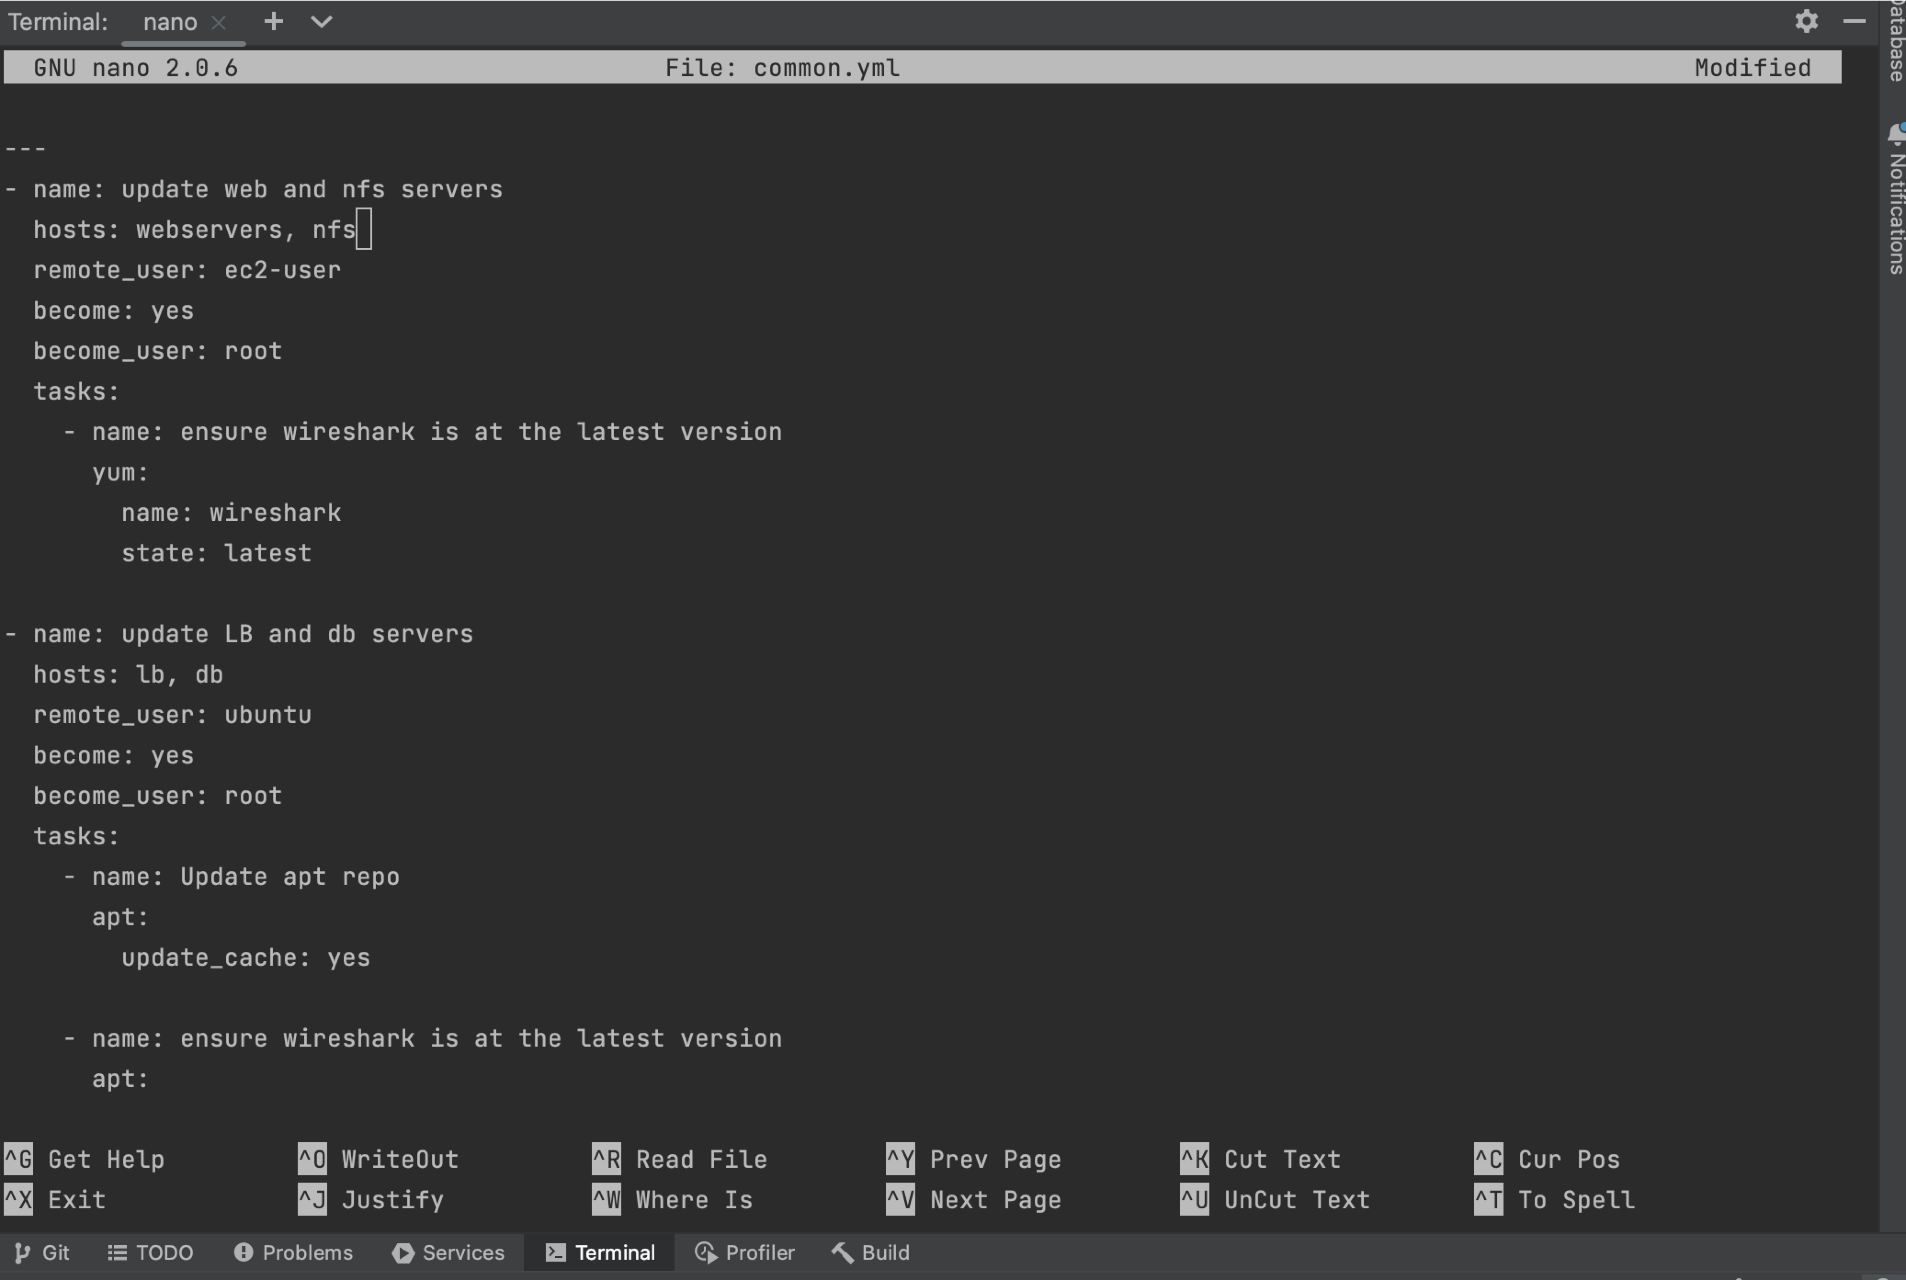 Terminal: nano × + 
GNU nano 2.0.6 File: common.yml Modified
---
- name: update web and nfs servers
  hosts: webservers, nfs
  remote_user: ec2-user
  become: yes
  become_user: root
  tasks:
    - name: ensure wireshark is at the latest version
      yum:
        name: wireshark
        state: latest

- name: update LB and db servers
  hosts: lb, db
  remote_user: ubuntu
  become: yes
  become_user: root
  tasks:
    - name: Update apt repo
      apt:
        update_cache: yes

    - name: ensure wireshark is at the latest version
      apt:
^G Get Help ^O WriteOut ^R Read File ^Y Prev Page ^K Cut Text ^C Cur Pos
^X Exit ^J Justify ^W Where Is ^V Next Page ^U UnCut Text ^T To Spell
Git TODO Problems Services Terminal Profiler Build
Database
Notifications